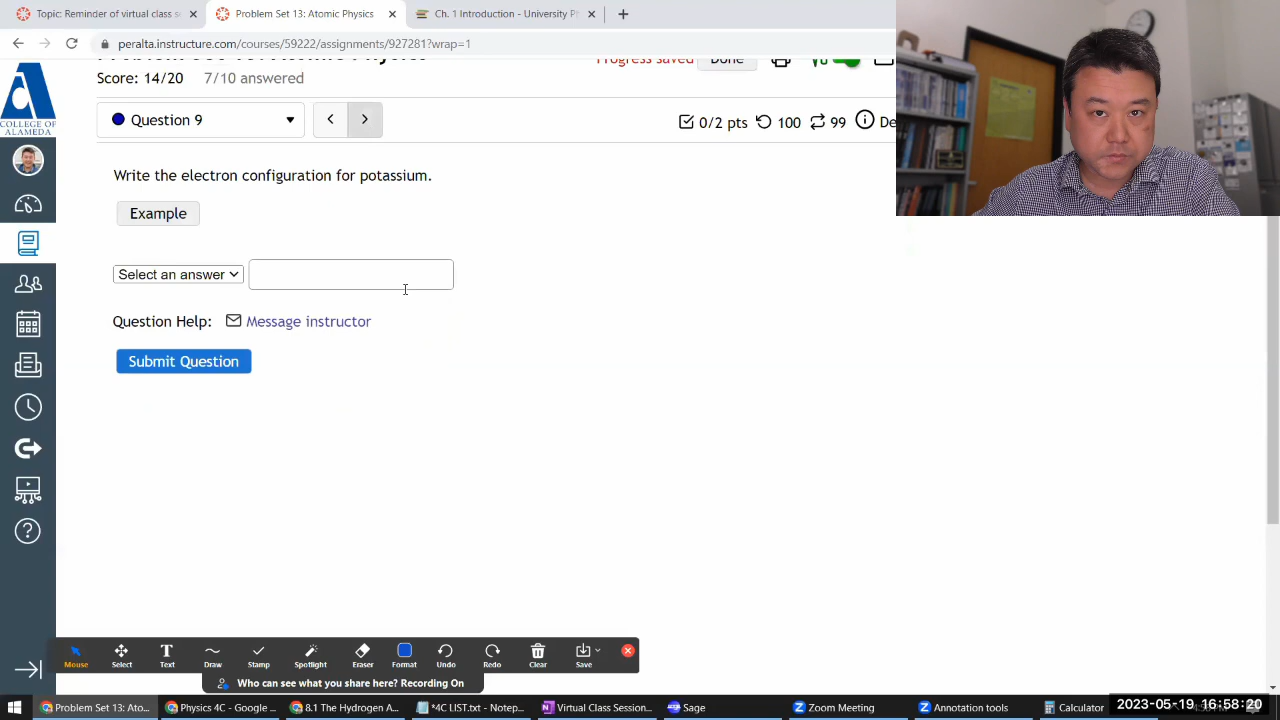 Topic: Reminder of virtual class se
Problem Set 13: Atomic Physics
Ch. 1 Introduction - University P
peralta.instructure.com/courses/59222/assignments/927281?wrap=1
Score: 14/20 7/10 answered
Progress saved
Done
COLLEGE OF
ALAMEDA
Question 9
0/2 pts 100 99 De
Write the electron configuration for potassium.
Example
Select an answer
Question Help: Message instructor
Submit Question
Mouse Select Text Draw Stamp Spotlight Eraser Format Undo Redo Clear Save
Who can see what you share here? Recording On
Problem Set 13: Ato... Physics 4C - Google ... 8.1 The Hydrogen A... *4C LIST.txt - Notep... Virtual Class Session... Sage Zoom Meeting Annotation tools Calculator
2023-05-19 16:58:20